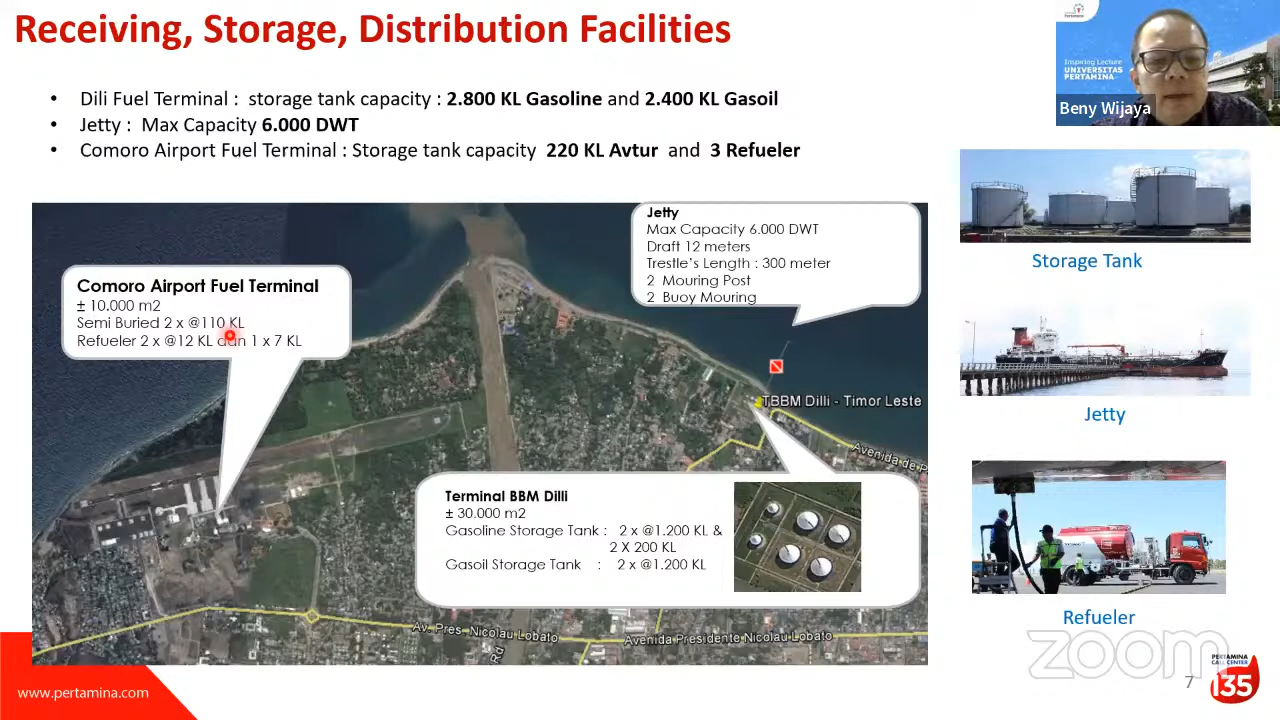 Receiving, Storage, Distribution Facilities
• Dili Fuel Terminal : storage tank capacity : 2.800 KL Gasoline and 2.400 KL Gasoil
• Jetty : Max Capacity 6.000 DWT
• Comoro Airport Fuel Terminal : Storage tank capacity 220 KL Avtur and 3 Refueler
Pertamina
Inspiring Lecture
UNIVERSITAS
PERTAMINA
Beny Wijaya
Comoro Airport Fuel Terminal
± 10.000 m2
Semi Buried 2 x @110 KL
Refueler 2 x @12 KL dan 1 x 7 KL
Jetty
Max Capacity 6.000 DWT
Draft 12 meters
Trestle's Length : 300 meter
2 Mouring Post
2 Buoy Mouring
TBBM Dilli - Timor Leste
Avenida de P
Terminal BBM Dilli
± 30.000 m2
Gasoline Storage Tank : 2 x @1.200 KL &
2 X 200 KL
Gasoil Storage Tank : 2 x @1.200 KL
Av. Pres. Nicolau Lobato
Rd
Avenida Presidente Nicolau Lobato
Storage Tank
Jetty
Refueler
zoom
www.pertamina.com
7
PERTAMINA
CALL CENTER
135